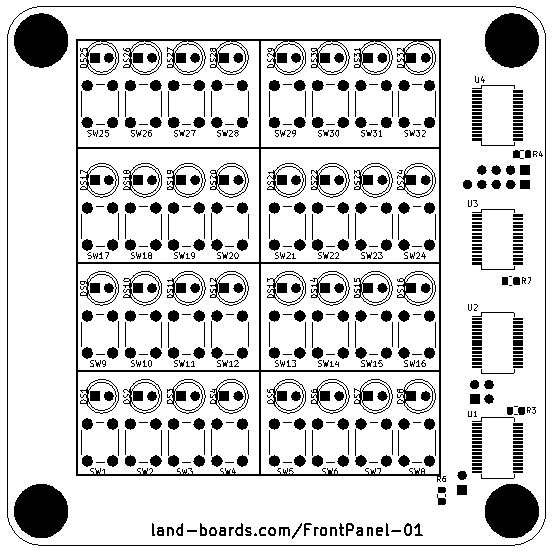 DS25 DS26 DS27 DS28 DS29 DS30 DS31 DS32
U4
SW25 SW26 SW27 SW28 SW29 SW30 SW31 SW32
R4
DS17 DS18 DS19 DS20 DS21 DS22 DS23 DS24
U3
SW17 SW18 SW19 SW20 SW21 SW22 SW23 SW24
R7
DS9 DS10 DS11 DS12 DS13 DS14 DS15 DS16
U2
SW9 SW10 SW11 SW12 SW13 SW14 SW15 SW16
DS1 DS2 DS3 DS4 DS5 DS6 DS7 DS8
R3
U1
SW1 SW2 SW3 SW4 SW5 SW6 SW7 SW8
R6
land-boards.com/FrontPanel-01